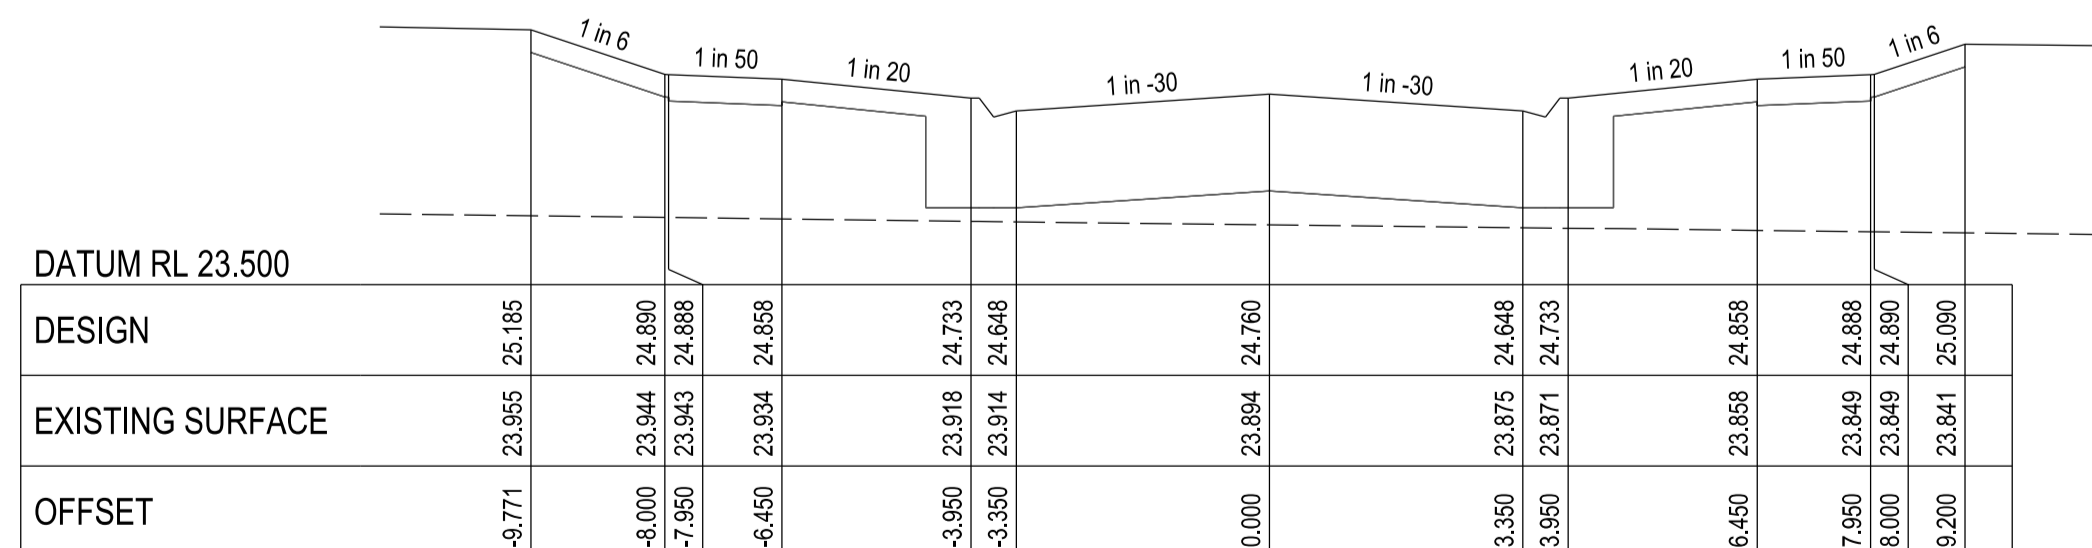 1 in 6 1 in 50 1 in 20 1 in -30 1 in -30 1 in 20 1 in 50 1 in 6
DATUM RL 23.500
DESIGN 25.185 24.890 24.888 24.858 24.733 24.648 24.760 24.648 24.733 24.858 24.888 24.890 25.090
EXISTING SURFACE 23.955 23.944 23.943 23.934 23.918 23.914 23.894 23.875 23.871 23.858 23.849 23.849 23.841
OFFSET -9.771 -8.000 -7.950 -6.450 -3.950 -3.350 0.000 3.350 3.950 6.450 7.950 8.000 9.200